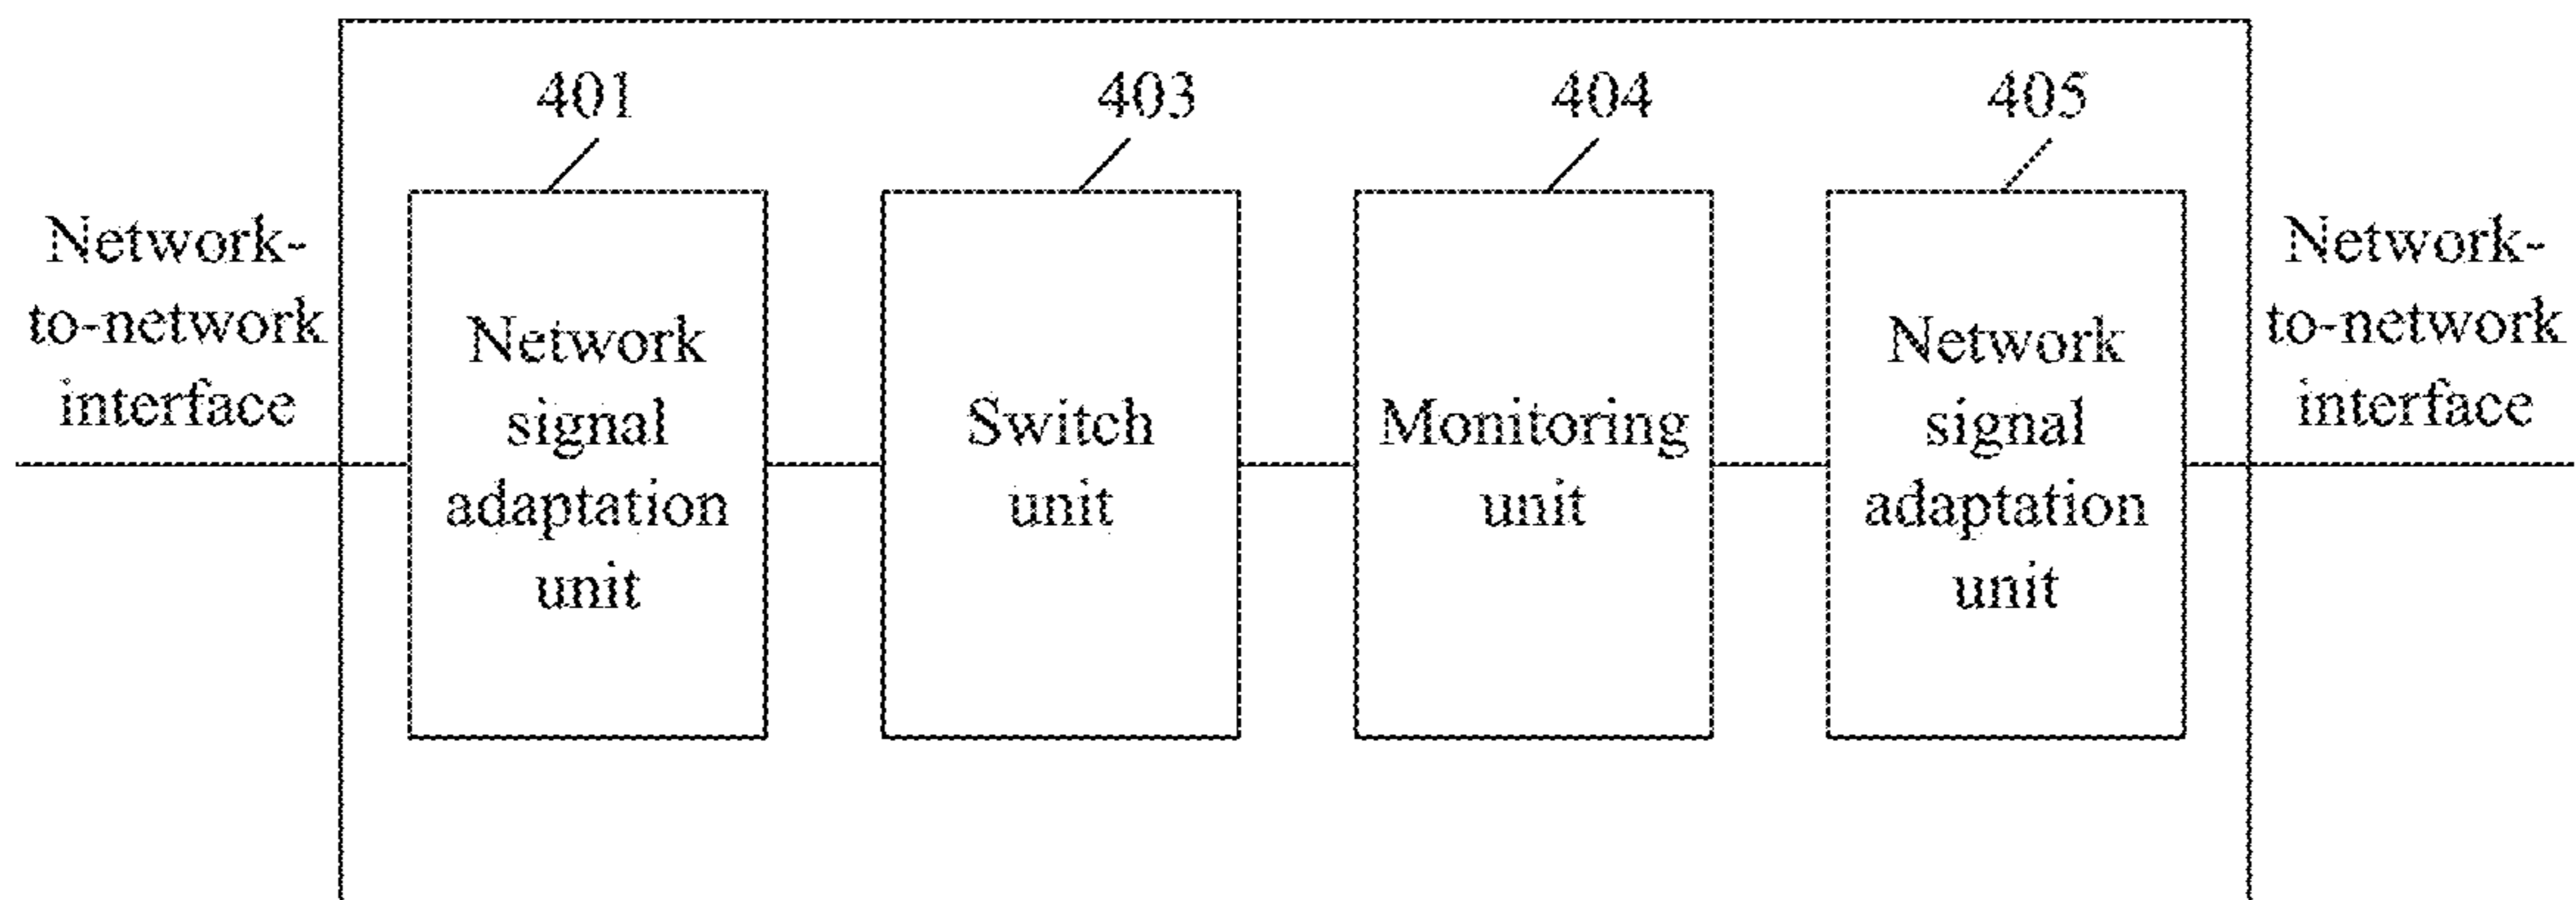 401
403
404
405
Network-
to-network
interface
Network
signal
adaptation
unit
Switch
unit
Monitoring
unit
Network
signal
adaptation
unit
Network-
to-network
interface